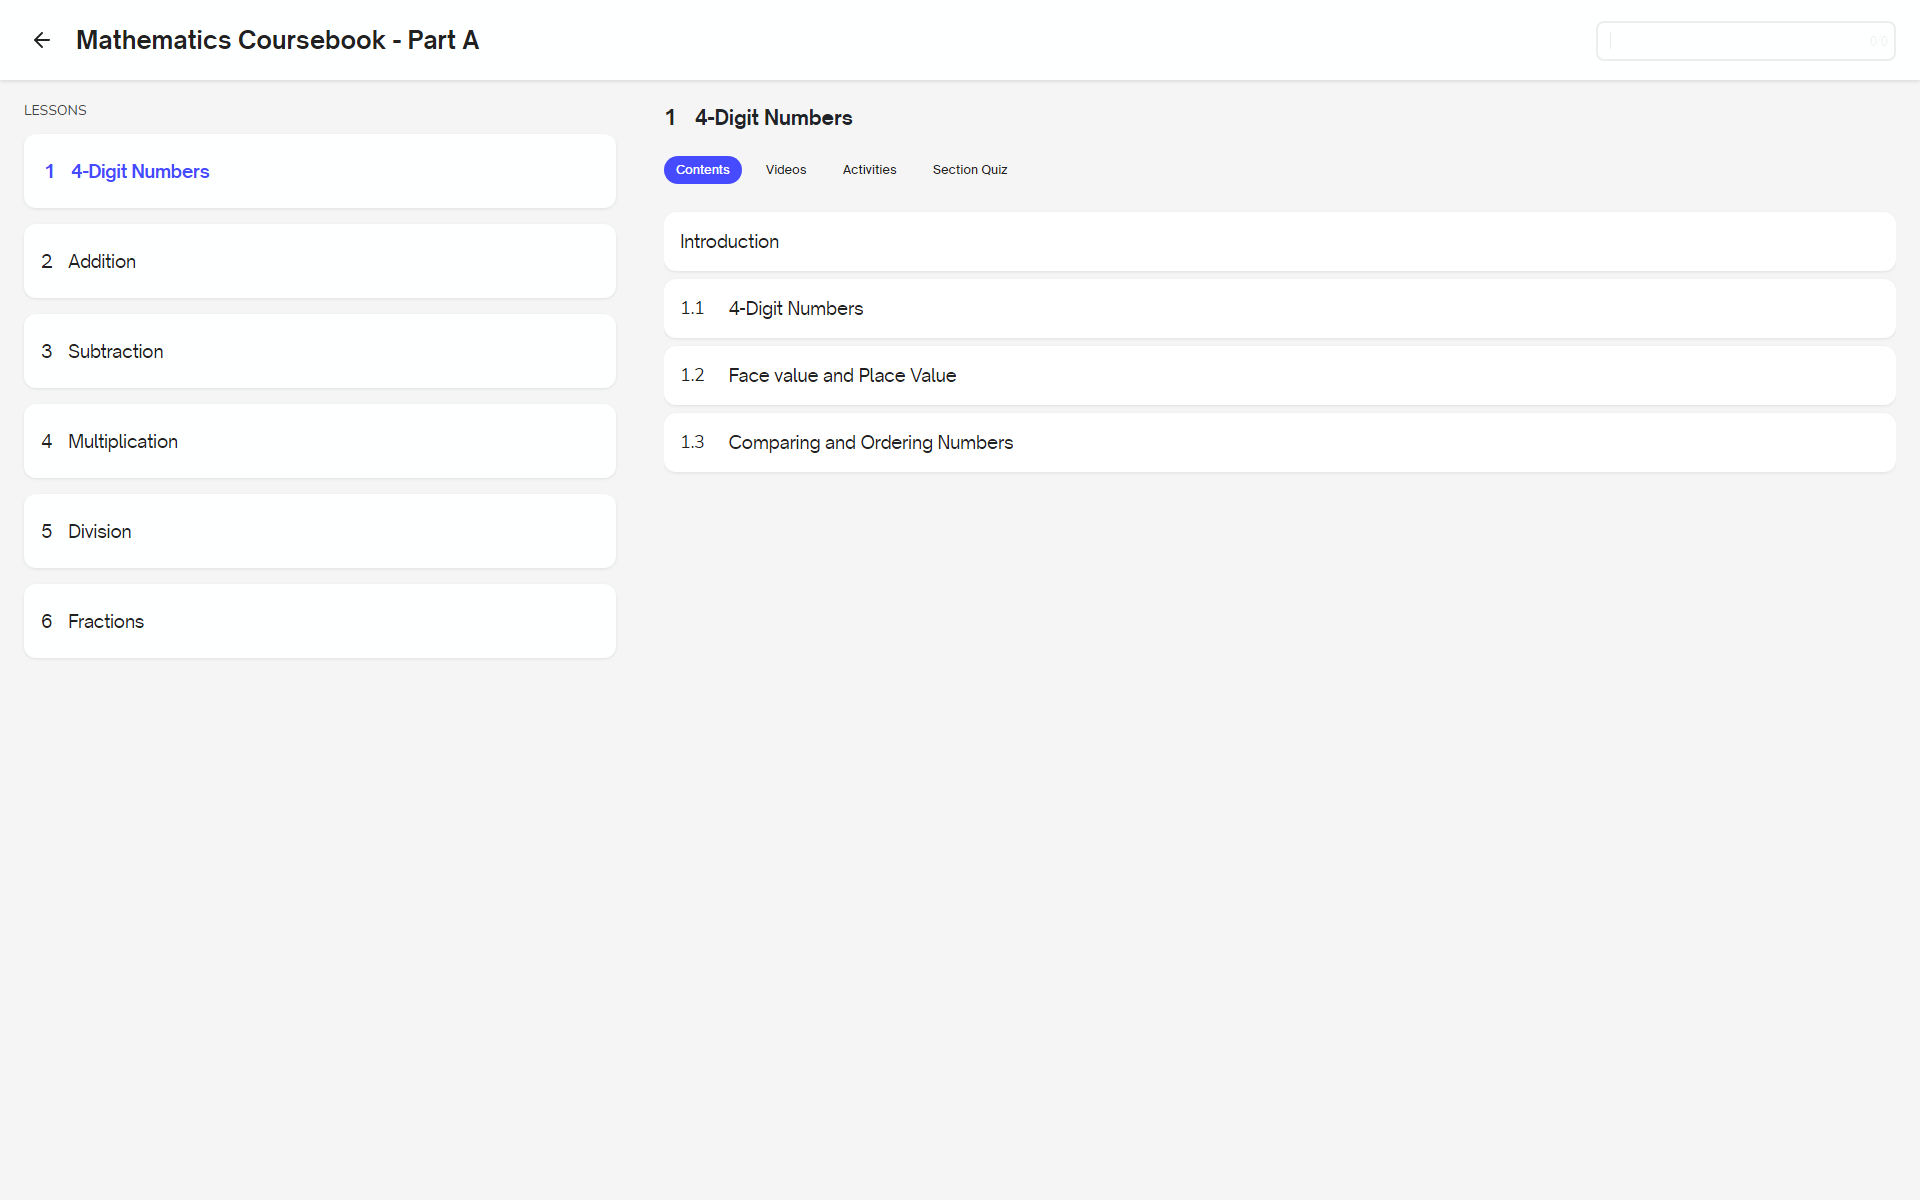 Mathematics Coursebook - Part A
LESSONS
1 4-Digit Numbers
2 Addition
3 Subtraction
4 Multiplication
5 Division
6 Fractions
1 4-Digit Numbers
Contents Videos Activities Section Quiz
Introduction
1.1 4-Digit Numbers
1.2 Face value and Place Value
1.3 Comparing and Ordering Numbers